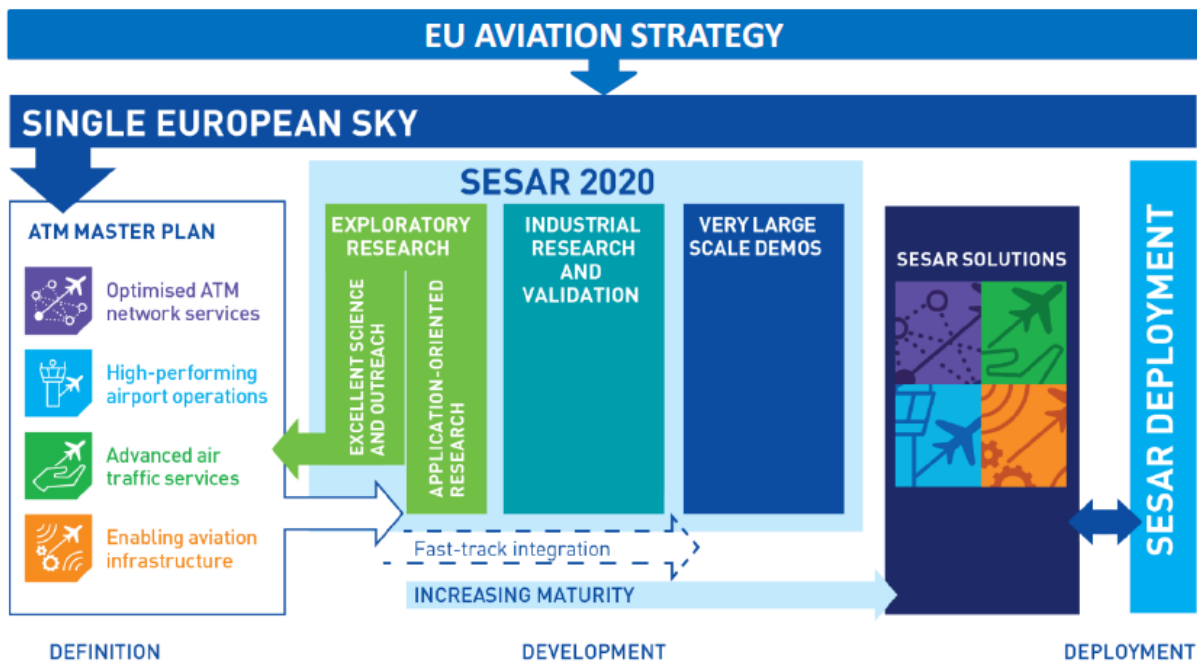 EU AVIATION STRATEGY
SINGLE EUROPEAN SKY
ATM MASTER PLAN
Optimised ATM
network services
High-performing
airport operations
Advanced air
traffic services
Enabling aviation
infrastructure
SESAR 2020
EXPLORATORY
RESEARCH
EXCELLENT SCIENCE
AND OUTREACH
APPLICATION-ORIENTED
RESEARCH
INDUSTRIAL
RESEARCH
AND
VALIDATION
VERY LARGE
SCALE DEMOS
Fast-track integration
INCREASING MATURITY
SESAR SOLUTIONS
SESAR DEPLOYMENT
DEFINITION
DEVELOPMENT
DEPLOYMENT